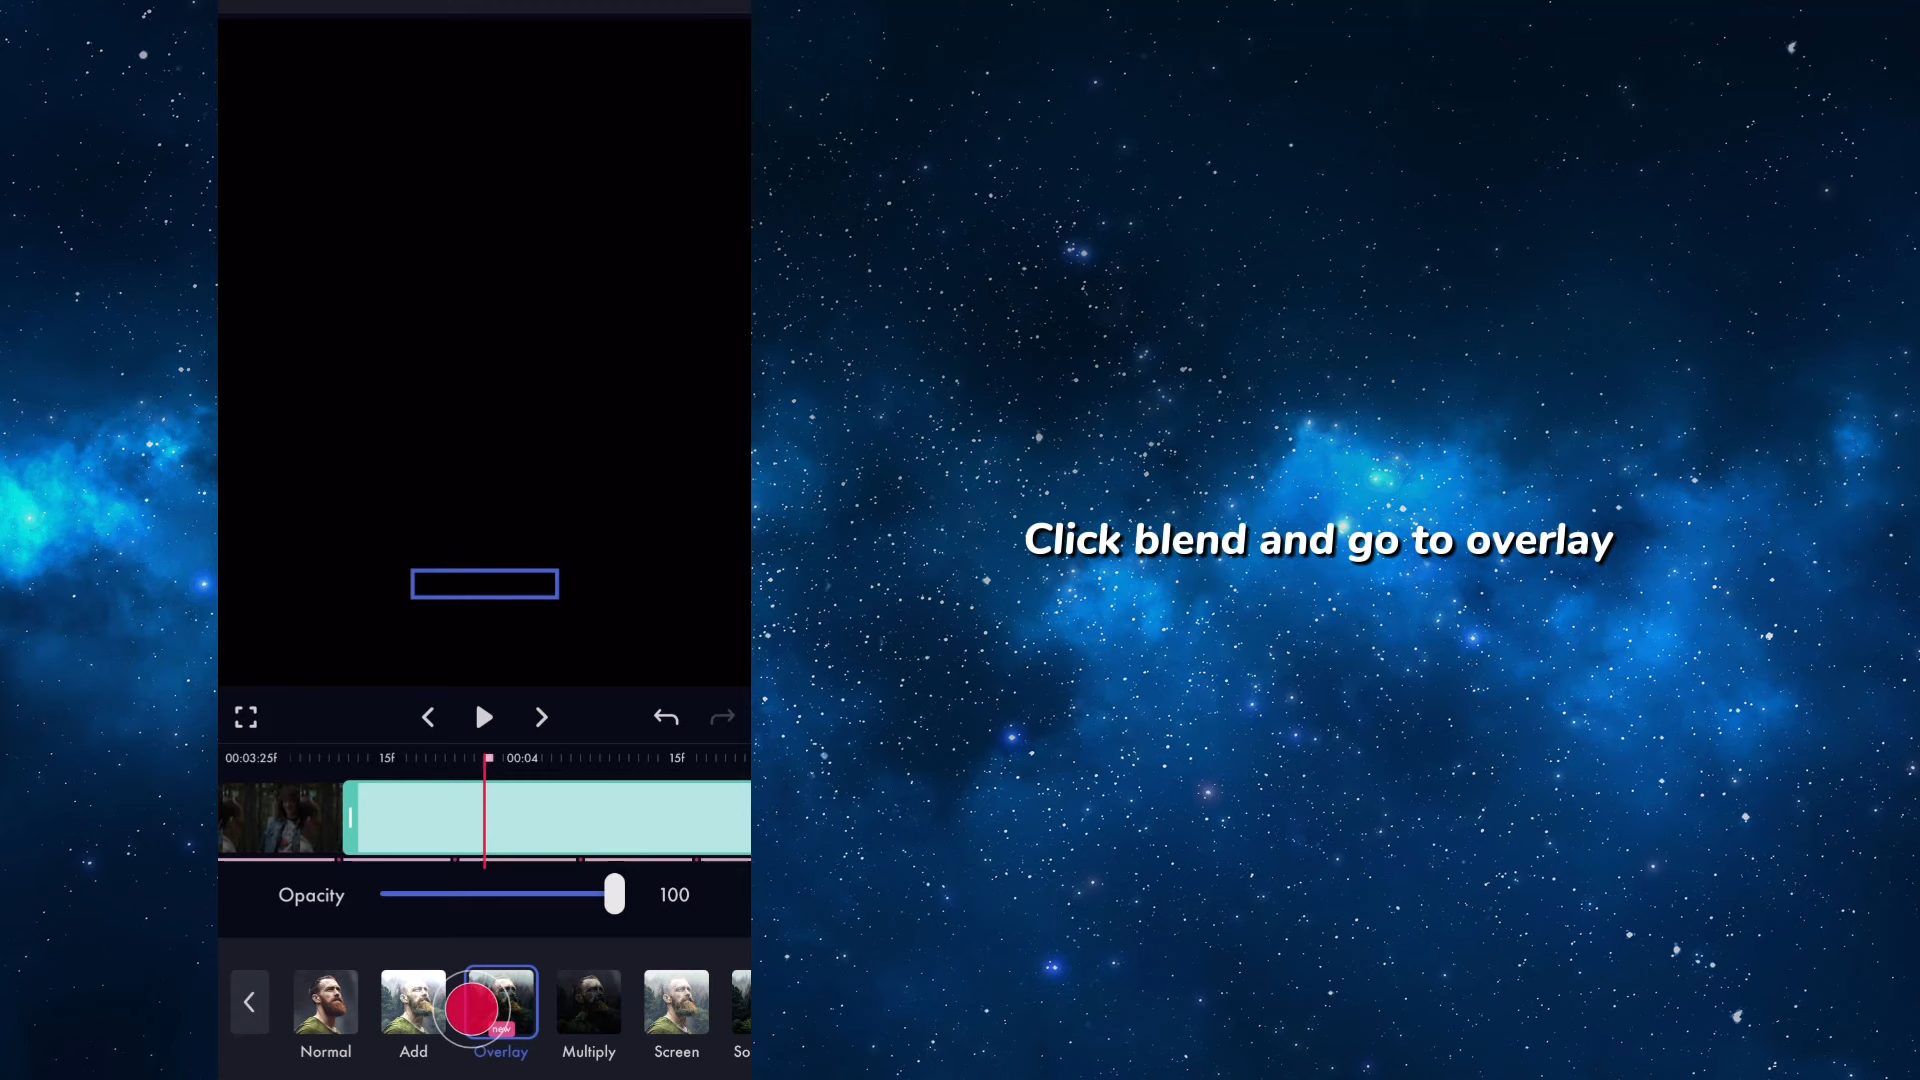 Click blend and go to overlay
00:03:25f 15f 00:04 15f
Opacity 100
new
Normal Add Overlay Multiply Screen So